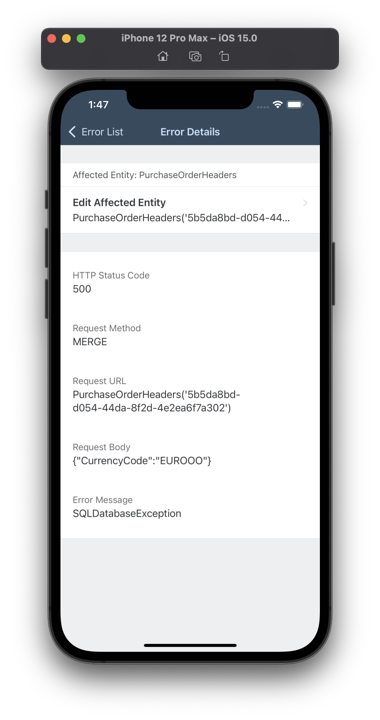 iPhone 12 Pro Max – iOS 15.0
1:47
Error List
Error Details
Affected Entity: PurchaseOrderHeaders
Edit Affected Entity
PurchaseOrderHeaders('5b5da8bd-d054-44...
HTTP Status Code
500
Request Method
MERGE
Request URL
PurchaseOrderHeaders('5b5da8bd-
d054-44da-8f2d-4e2ea6f7a302')
Request Body
{"CurrencyCode":"EUROOO"}
Error Message
SQLDatabaseException